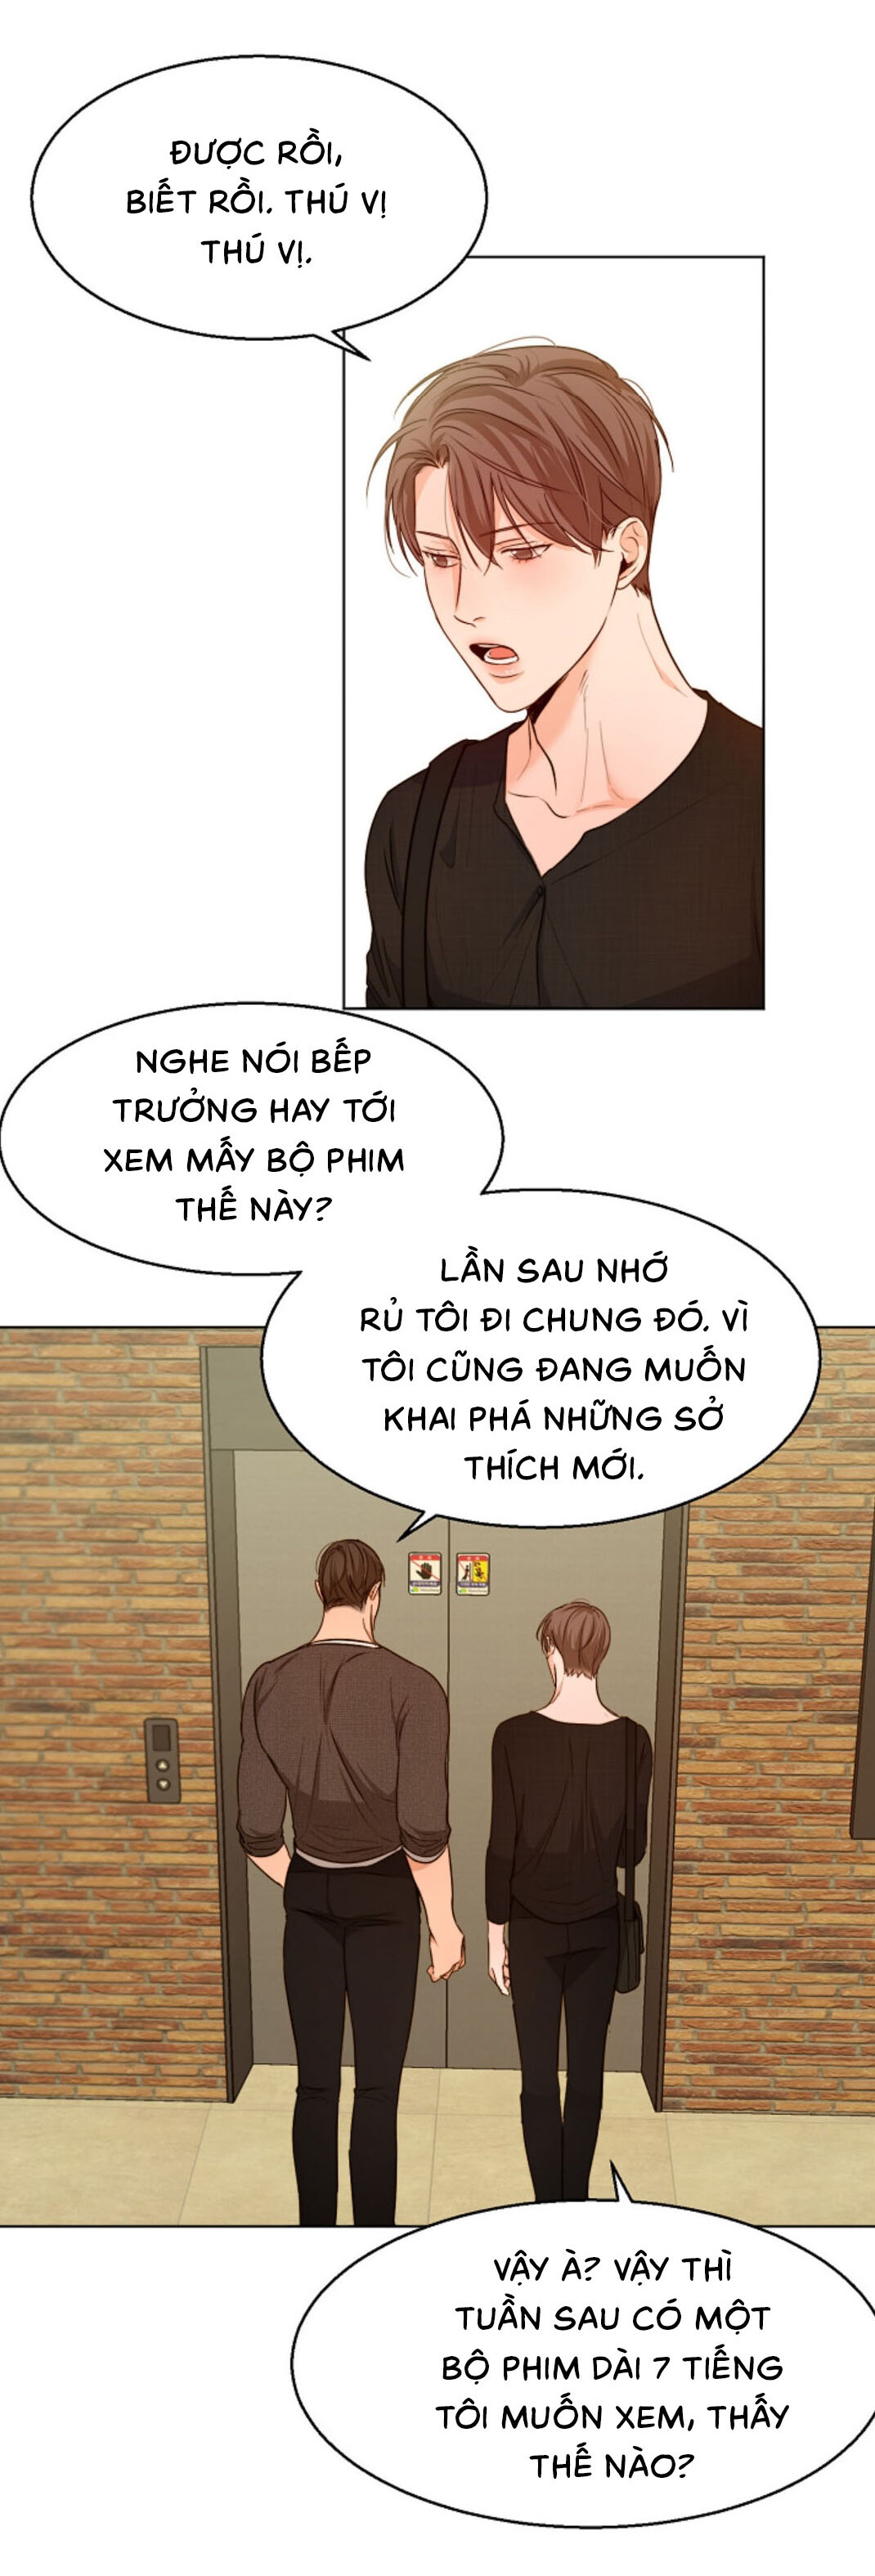 ĐƯỢC RỒI,
BIẾT RỒI. THÚ VỊ
THÚ VỊ.
NGHE NÓI BẾP
TRƯỞNG HAY TỚI
XEM MẤY BỘ PHIM
THẾ NÀY?
LẦN SAU NHỚ
RỦ TÔI ĐI CHUNG ĐÓ. VÌ
TÔI CŨNG ĐANG MUỐN
KHAI PHÁ NHỮNG SỞ
THÍCH MỚI.
VẬY À? VẬY THÌ
TUẦN SAU CÓ MỘT
BỘ PHIM DÀI 7 TIẾNG
TÔI MUỐN XEM, THẤY
THẾ NÀO?